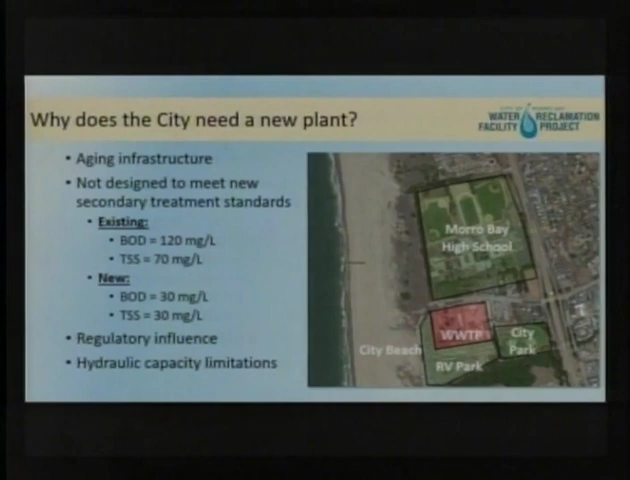 Why does the City need a new plant?
WATER RECLAMATION
FACILITY PROJECT
• Aging infrastructure
• Not designed to meet new
secondary treatment standards
• Existing:
• BOD = 120 mg/L
• TSS = 70 mg/L
• New:
• BOD = 30 mg/L
• TSS = 30 mg/L
• Regulatory influence
• Hydraulic capacity limitations
Morro Bay
High School
WWTP
City
Park
City Beach
RV Park